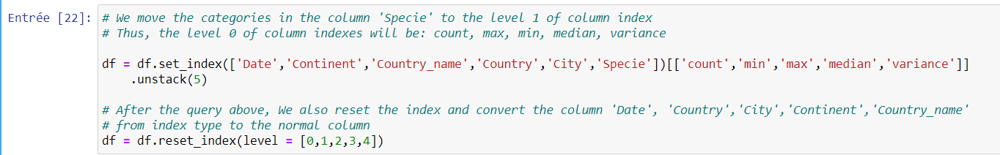 Entrée [22]: # We move the categories in the column 'Specie' to the level 1 of column index
# Thus, the level 0 of column indexes will be: count, max, min, median, variance
df = df.set_index(['Date','Continent','Country_name','Country','City','Specie'])[['count','min','max','median','variance']]
    .unstack(5)
# After the query above, We also reset the index and convert the column 'Date', 'Country','City','Continent','Country_name'
# from index type to the normal column
df = df.reset_index(level = [0,1,2,3,4])